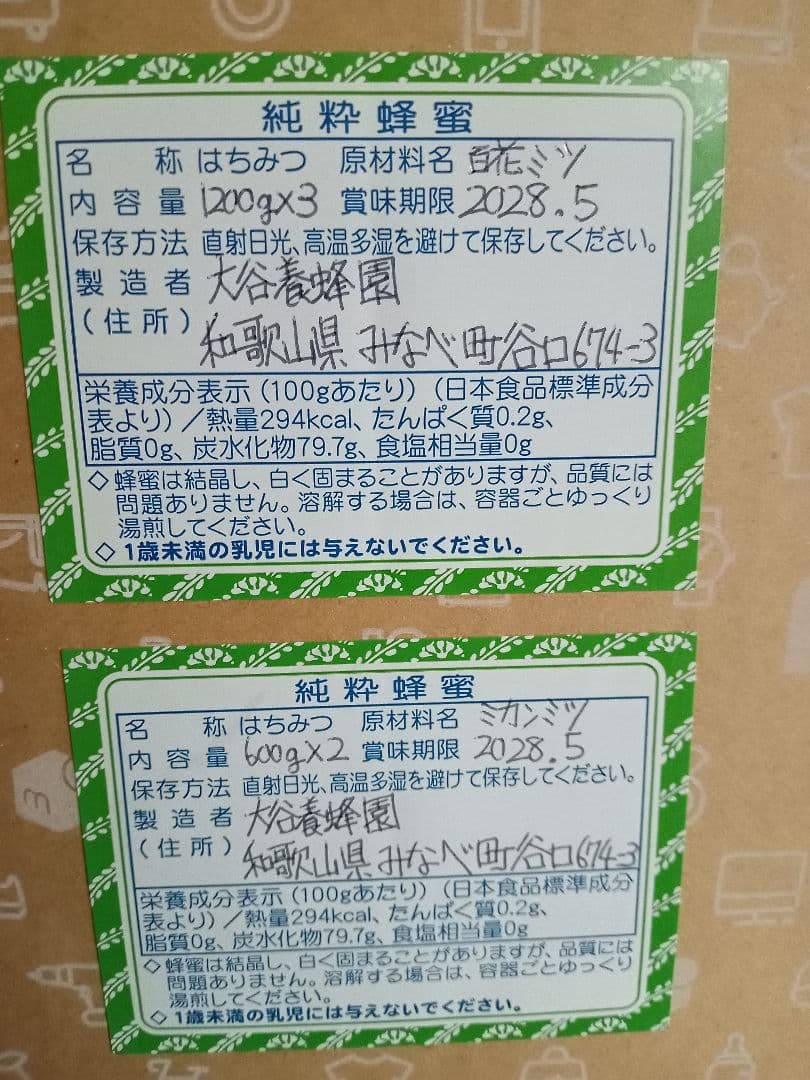 純粋蜂蜜
名称 はちみつ 原材料名 百花ミツ
内容量 1200g×3 賞味期限 2028.5
保存方法 直射日光、高温多湿を避けて保存してください。
製造者 大谷養蜂園
(住所) 和歌山県みなべ町谷口674-3
栄養成分表示(100gあたり)(日本食品標準成分
表より)/熱量294kcal、たんぱく質0.2g、
脂質0g、炭水化物79.7g、食塩相当量0g
◇蜂蜜は結晶し、白く固まることがありますが、品質には
問題ありません。溶解する場合は、容器ごとゆっくり
湯煎してください。
◇1歳未満の乳児には与えないでください。
純粋蜂蜜
名称 はちみつ 原材料名 ミカンミツ
内容量 600g×2 賞味期限 2028.5
保存方法 直射日光、高温多湿を避けて保存してください。
製造者 大谷養蜂園
(住所) 和歌山県みなべ町谷口674-3
栄養成分表示(100gあたり)(日本食品標準成分
表より)/熱量294kcal、たんぱく質0.2g、
脂質0g、炭水化物79.7g、食塩相当量0g
◇蜂蜜は結晶し、白く固まることがありますが、品質には
問題ありません。溶解する場合は、容器ごとゆっくり
湯煎してください。
◇1歳未満の乳児には与えないでください。